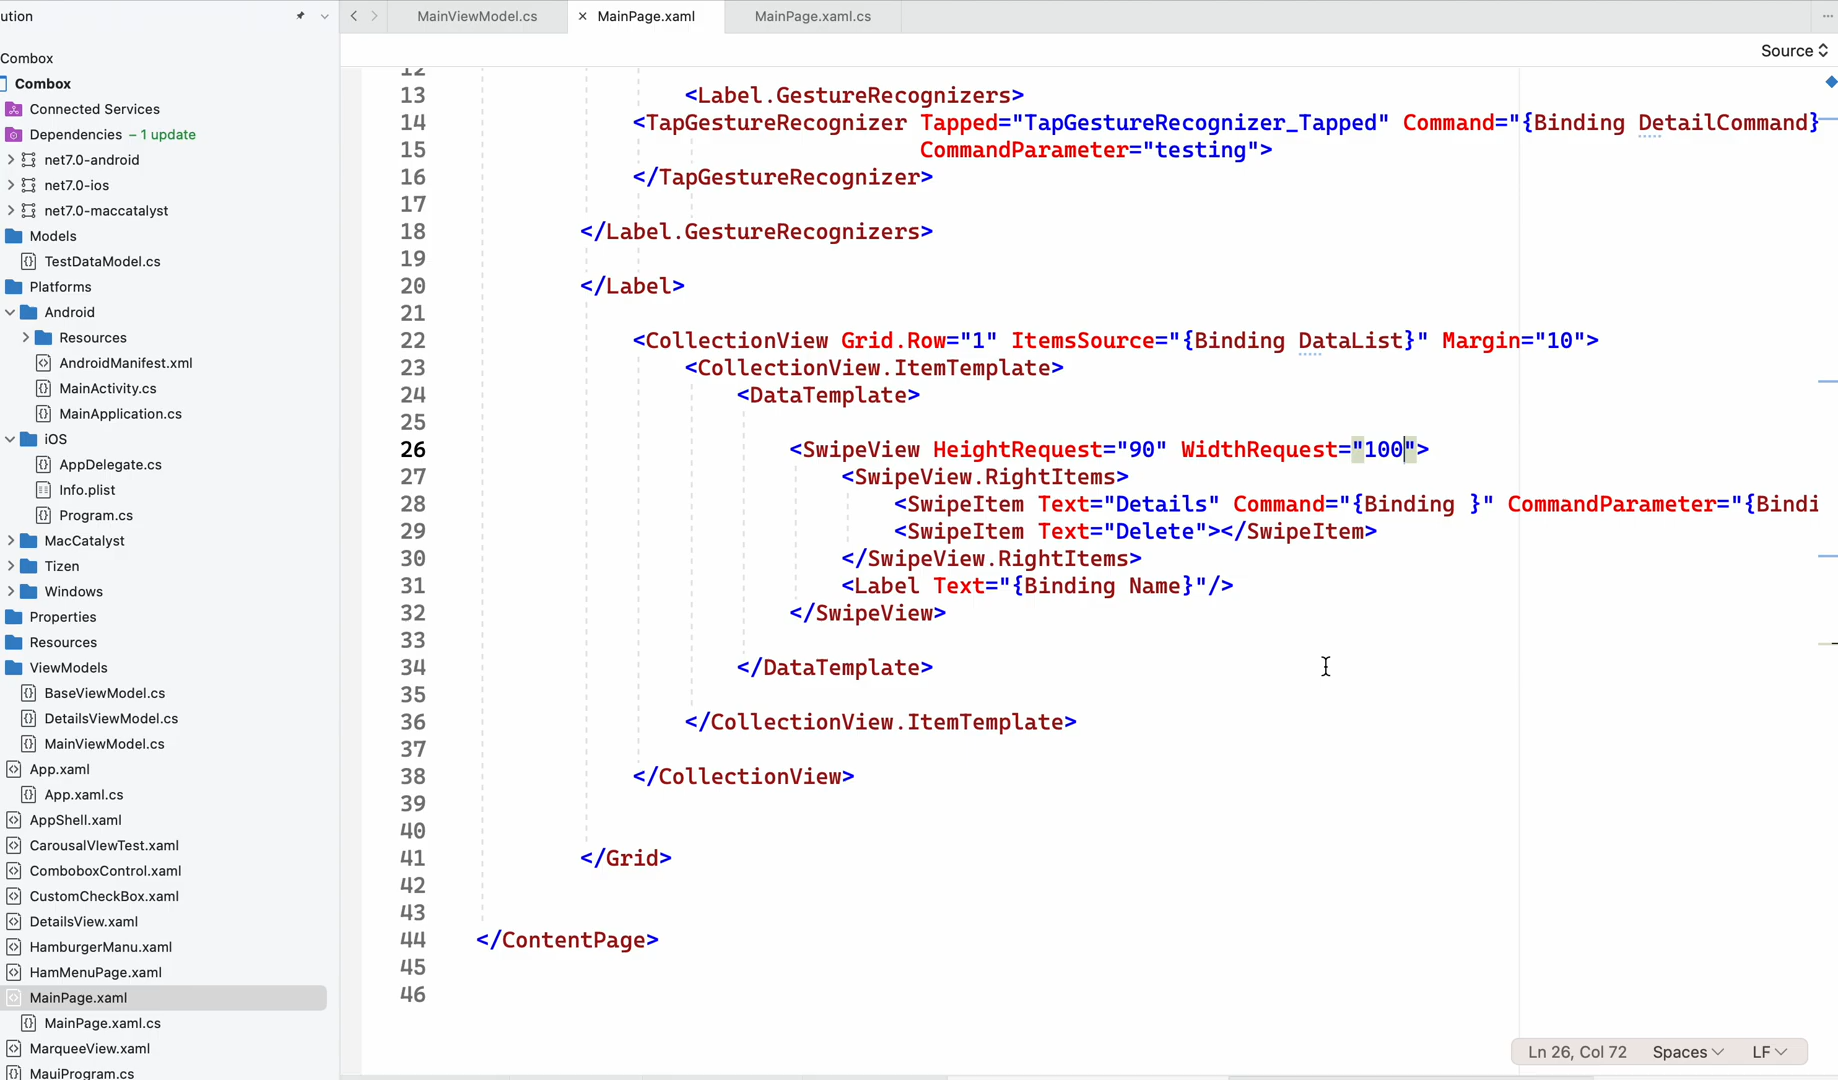 ution
MainViewModel.cs
MainPage.xaml
MainPage.xaml.cs
Source
Combox
Combox
Connected Services
Dependencies – 1 update
net7.0-android
net7.0-ios
net7.0-maccatalyst
Models
TestDataModel.cs
Platforms
Android
Resources
AndroidManifest.xml
MainActivity.cs
MainApplication.cs
iOS
AppDelegate.cs
Info.plist
Program.cs
MacCatalyst
Tizen
Windows
Properties
Resources
ViewModels
BaseViewModel.cs
DetailsViewModel.cs
MainViewModel.cs
App.xaml
App.xaml.cs
AppShell.xaml
CarousalVIewTest.xaml
ComboboxControl.xaml
CustomCheckBox.xaml
DetailsView.xaml
HamburgerManu.xaml
HamMenuPage.xaml
MainPage.xaml
MainPage.xaml.cs
MarqueeView.xaml
MauiProgram.cs
12
13 <Label.GestureRecognizers>
14 <TapGestureRecognizer Tapped="TapGestureRecognizer_Tapped" Command="{Binding DetailCommand}
15 CommandParameter="testing">
16 </TapGestureRecognizer>
17
18 </Label.GestureRecognizers>
19
20 </Label>
21
22 <CollectionView Grid.Row="1" ItemsSource="{Binding DataList}" Margin="10">
23 <CollectionView.ItemTemplate>
24 <DataTemplate>
25
26 <SwipeView HeightRequest="90" WidthRequest="100">
27 <SwipeView.RightItems>
28 <SwipeItem Text="Details" Command="{Binding }" CommandParameter="{Bindi
29 <SwipeItem Text="Delete"></SwipeItem>
30 </SwipeView.RightItems>
31 <Label Text="{Binding Name}"/>
32 </SwipeView>
33
34 </DataTemplate>
35
36 </CollectionView.ItemTemplate>
37
38 </CollectionView>
39
40
41 </Grid>
42
43
44 </ContentPage>
45
46
Ln 26, Col 72 Spaces LF